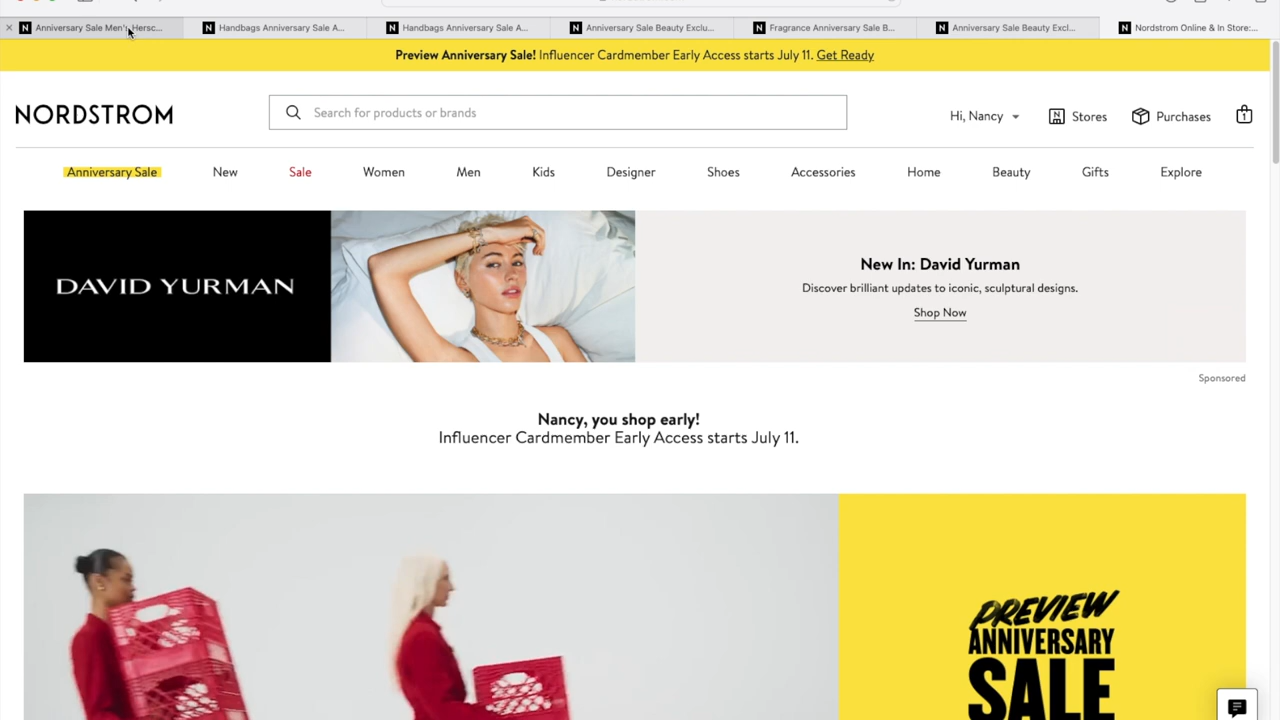 Anniversary Sale Men's Hersc...
Handbags Anniversary Sale A...
Handbags Anniversary Sale A...
Anniversary Sale Beauty Exclu...
Fragrance Anniversary Sale B...
Anniversary Sale Beauty Excl...
Nordstrom Online & In Store:...
Preview Anniversary Sale! Influencer Cardmember Early Access starts July 11. Get Ready
NORDSTROM
Search for products or brands
Hi, Nancy
Stores
Purchases
1
Anniversary Sale
New
Sale
Women
Men
Kids
Designer
Shoes
Accessories
Home
Beauty
Gifts
Explore
DAVID YURMAN
New In: David Yurman
Discover brilliant updates to iconic, sculptural designs.
Shop Now
Sponsored
Nancy, you shop early!
Influencer Cardmember Early Access starts July 11.
PREVIEW
ANNIVERSARY
SALE